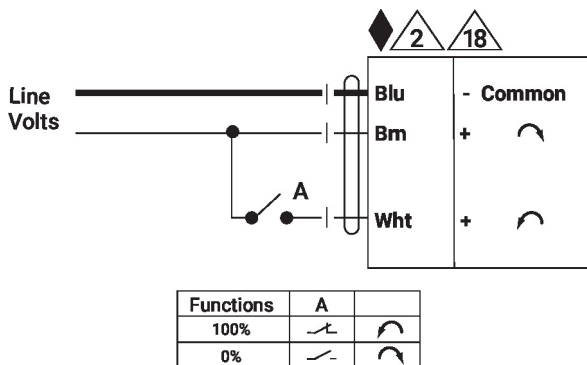 2 18
Line
Volts
Blu - Common
Brn +
A
Wht +
Functions A
100%
0%